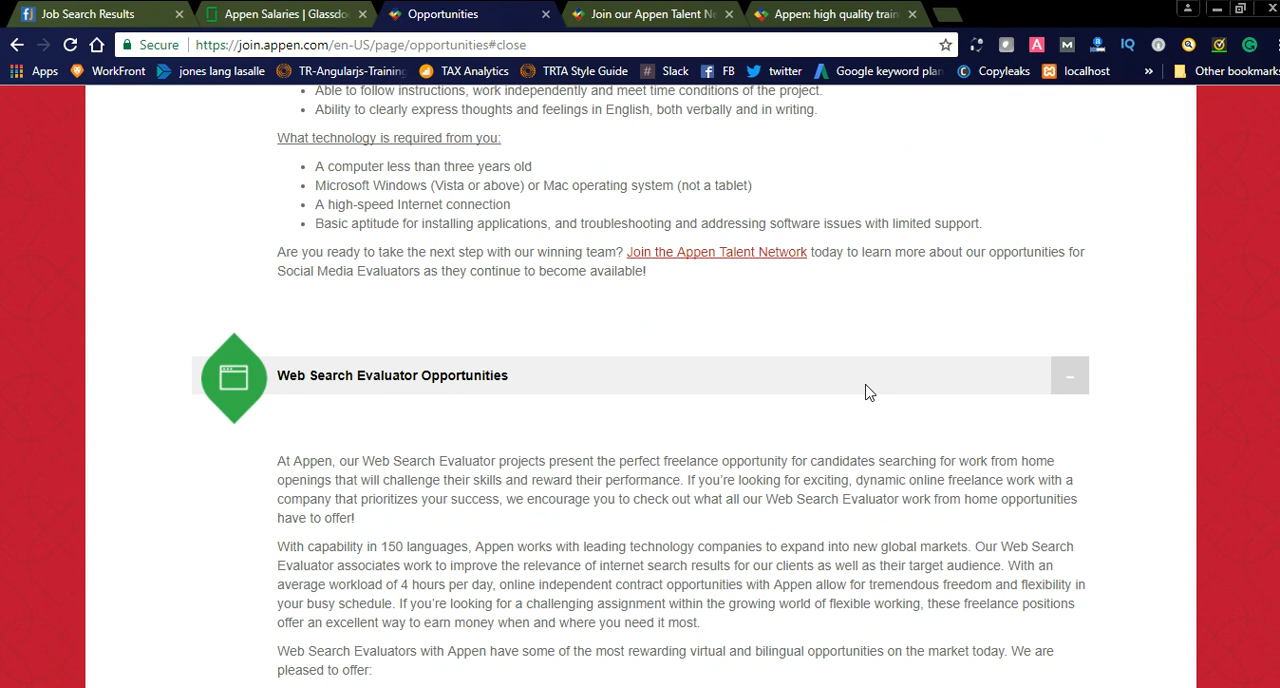 Job Search Results
Appen Salaries | Glassdo
Opportunities
Join our Appen Talent N
Appen: high quality train
Secure
https://join.appen.com/en-US/page/opportunities#close
A
M
IQ
Apps
WorkFront
jones lang lasalle
TR-Angularjs-Training
TAX Analytics
TRTA Style Guide
Slack
FB
twitter
Google keyword plan
Copyleaks
localhost
»
Other bookmarks
Able to follow instructions, work independently and meet time conditions of the project.
Ability to clearly express thoughts and feelings in English, both verbally and in writing.
What technology is required from you:
A computer less than three years old
Microsoft Windows (Vista or above) or Mac operating system (not a tablet)
A high-speed Internet connection
Basic aptitude for installing applications, and troubleshooting and addressing software issues with limited support.
Are you ready to take the next step with our winning team? Join the Appen Talent Network today to learn more about our opportunities for
Social Media Evaluators as they continue to become available!
Web Search Evaluator Opportunities
At Appen, our Web Search Evaluator projects present the perfect freelance opportunity for candidates searching for work from home
openings that will challenge their skills and reward their performance. If you're looking for exciting, dynamic online freelance work with a
company that prioritizes your success, we encourage you to check out what all our Web Search Evaluator work from home opportunities
have to offer!
With capability in 150 languages, Appen works with leading technology companies to expand into new global markets. Our Web Search
Evaluator associates work to improve the relevance of internet search results for our clients as well as their target audience. With an
average workload of 4 hours per day, online independent contract opportunities with Appen allow for tremendous freedom and flexibility in
your busy schedule. If you're looking for a challenging assignment within the growing world of flexible working, these freelance positions
offer an excellent way to earn money when and where you need it most.
Web Search Evaluators with Appen have some of the most rewarding virtual and bilingual opportunities on the market today. We are
pleased to offer: